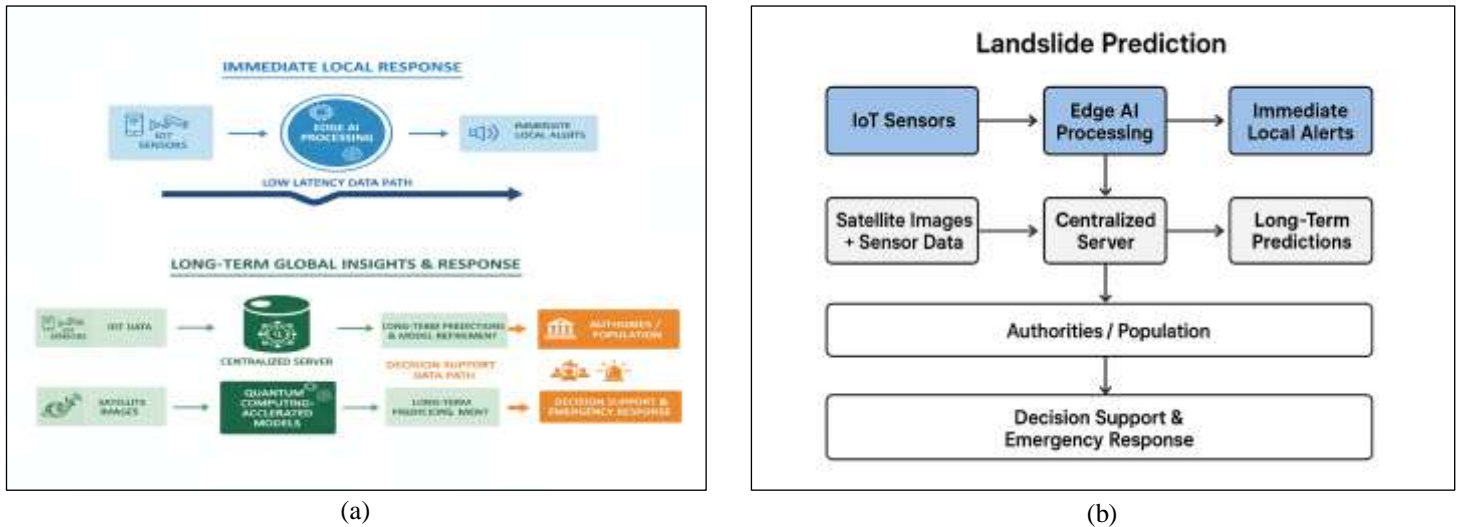 IMMEDIATE LOCAL RESPONSE
IOT
SENSORS
EDGE AI
PROCESSING
IMMEDIATE
LOCAL ALERTS
LOW LATENCY DATA PATH
LONG-TERM GLOBAL INSIGHTS & RESPONSE
SENSORS
IOT DATA
CENTRALIZED SERVER
LONG-TERM PREDICTIONS
& MODEL REFINEMENT
AUTHORITIES /
POPULATION
DECISION SUPPORT
DATA PATH
SATELLITE
IMAGES
QUANTUM
COMPUTING-
ACCLERATED
MODELS
LONG-TERM
DECISION SUPPORT &
EMERGENCY RESPONSE
(a)
Landslide Prediction
IoT Sensors
Edge AI
Processing
Immediate
Local Alerts
Satellite Images
+ Sensor Data
Centralized
Server
Long-Term
Predictions
Authorities / Population
Decision Support &
Emergency Response
(b)